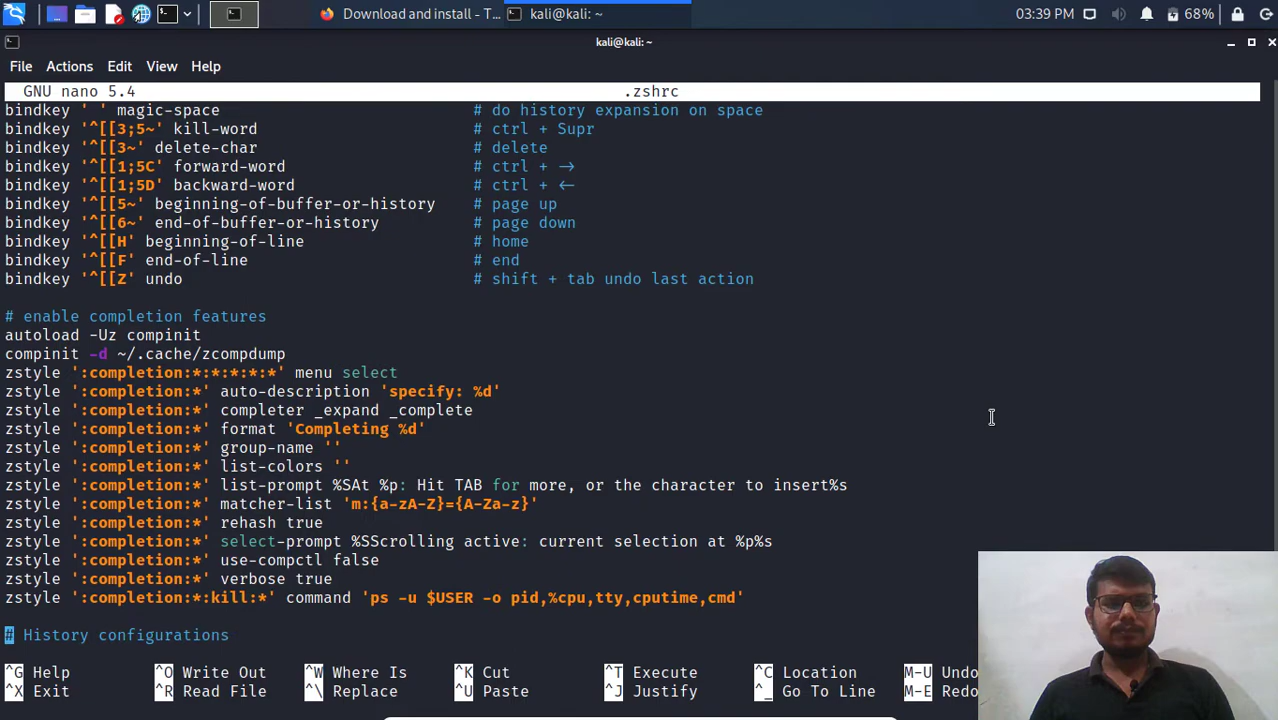 Download and install - T...
kali@kali: ~
03:39 PM
68%
kali@kali: ~
File Actions Edit View Help
GNU nano 5.4 .zshrc
bindkey ' ' magic-space # do history expansion on space
bindkey '^[[3;5~' kill-word # ctrl + Supr
bindkey '^[[3~' delete-char # delete
bindkey '^[[1;5C' forward-word # ctrl + →
bindkey '^[[1;5D' backward-word # ctrl + ←
bindkey '^[[5~' beginning-of-buffer-or-history # page up
bindkey '^[[6~' end-of-buffer-or-history # page down
bindkey '^[[H' beginning-of-line # home
bindkey '^[[F' end-of-line # end
bindkey '^[[Z' undo # shift + tab undo last action
# enable completion features
autoload -Uz compinit
compinit -d ~/.cache/zcompdump
zstyle ':completion:*:*:*:*:*' menu select
zstyle ':completion:*' auto-description 'specify: %d'
zstyle ':completion:*' completer _expand _complete
zstyle ':completion:*' format 'Completing %d'
zstyle ':completion:*' group-name ''
zstyle ':completion:*' list-colors ''
zstyle ':completion:*' list-prompt %SAt %p: Hit TAB for more, or the character to insert%s
zstyle ':completion:*' matcher-list 'm:{a-zA-Z}={A-Za-z}'
zstyle ':completion:*' rehash true
zstyle ':completion:*' select-prompt %SScrolling active: current selection at %p%s
zstyle ':completion:*' use-compctl false
zstyle ':completion:*' verbose true
zstyle ':completion:*:kill:*' command 'ps -u $USER -o pid,%cpu,tty,cputime,cmd'
# History configurations
^G Help ^O Write Out ^W Where Is ^K Cut ^T Execute ^C Location M-U Undo
^X Exit ^R Read File ^\ Replace ^U Paste ^J Justify ^_ Go To Line M-E Redo